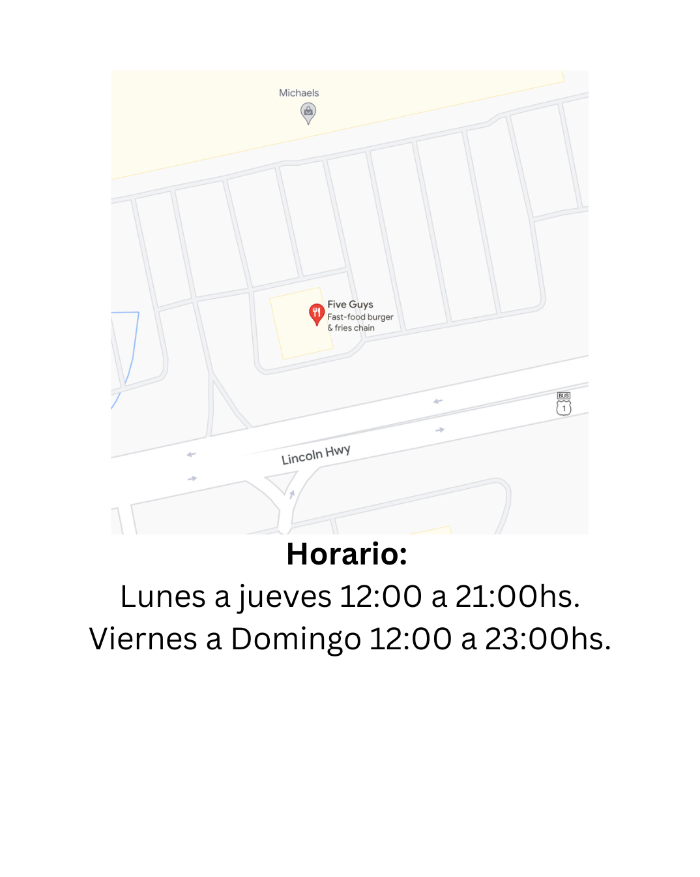 Michaels
Five Guys
Fast-food burger
& fries chain
BUS
1
Lincoln Hwy
Horario:
Lunes a jueves 12:00 a 21:00hs.
Viernes a Domingo 12:00 a 23:00hs.